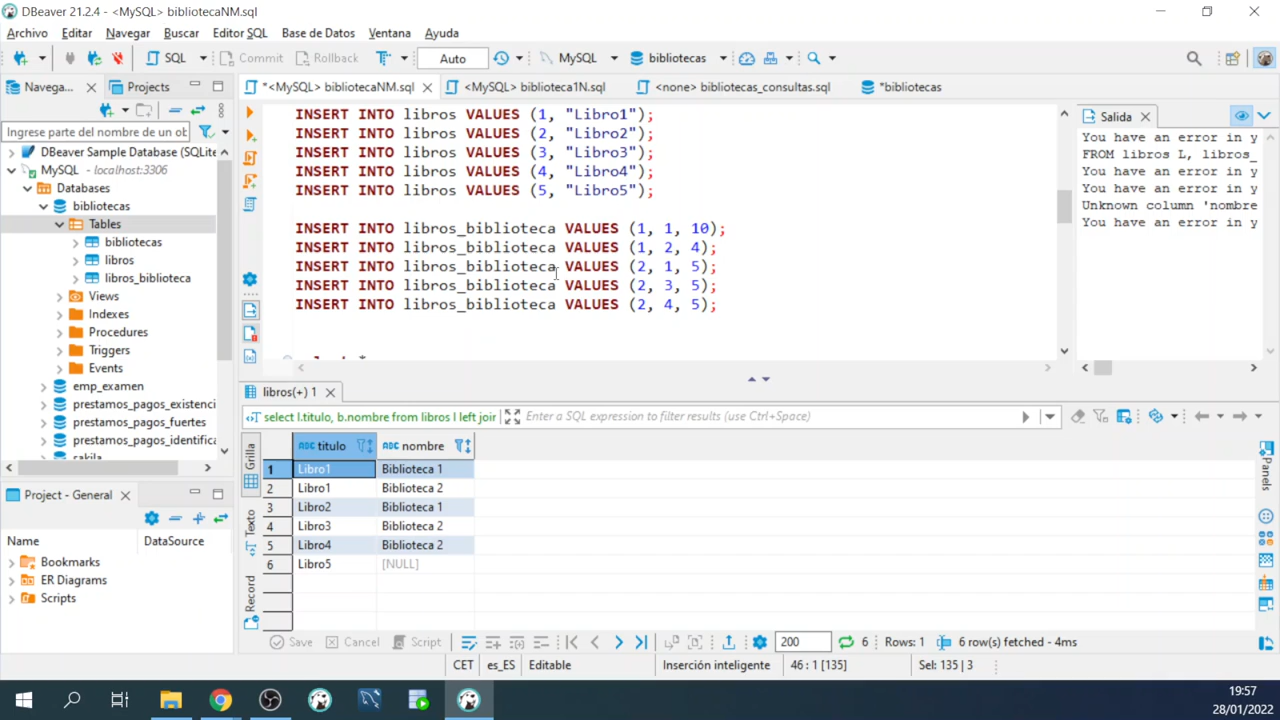 DBeaver 21.2.4 - <MySQL> bibliotecaNM.sql
Archivo Editar Navegar Buscar Editor SQL Base de Datos Ventana Ayuda
SQL Commit Rollback Auto MySQL bibliotecas
Navega... Projects
*<MySQL> bibliotecaNM.sql <MySQL> biblioteca1N.sql <none> bibliotecas_consultas.sql *bibliotecas
Ingrese parte del nombre de un ob
DBeaver Sample Database (SQLite
MySQL - localhost:3306
Databases
bibliotecas
Tables
bibliotecas
libros
libros_biblioteca
Views
Indexes
Procedures
Triggers
Events
emp_examen
prestamos_pagos_existenci
prestamos_pagos_fuertes
prestamos_pagos_identifica
sakila
Project - General
Name DataSource
Bookmarks
ER Diagrams
Scripts
INSERT INTO libros VALUES (1, "Libro1");
INSERT INTO libros VALUES (2, "Libro2");
INSERT INTO libros VALUES (3, "Libro3");
INSERT INTO libros VALUES (4, "Libro4");
INSERT INTO libros VALUES (5, "Libro5");
INSERT INTO libros_biblioteca VALUES (1, 1, 10);
INSERT INTO libros_biblioteca VALUES (1, 2, 4);
INSERT INTO libros_biblioteca VALUES (2, 1, 5);
INSERT INTO libros_biblioteca VALUES (2, 3, 5);
INSERT INTO libros_biblioteca VALUES (2, 4, 5);
Salida
You have an error in y
FROM libros L, libros_
You have an error in y
You have an error in y
Unknown column 'nombre
You have an error in y
libros(+) 1
select l.titulo, b.nombre from libros l left join Enter a SQL expression to filter results (use Ctrl+Space)
Grilla
Texto
Record
ABC titulo ABC nombre
1 Libro1 Biblioteca 1
2 Libro1 Biblioteca 2
3 Libro2 Biblioteca 1
4 Libro3 Biblioteca 2
5 Libro4 Biblioteca 2
6 Libro5 [NULL]
Panels
Save Cancel Script 200 6 Rows: 1 6 row(s) fetched - 4ms
CET es_ES Editable Inserción inteligente 46 : 1 [135] Sel: 135 | 3
19:57
28/01/2022